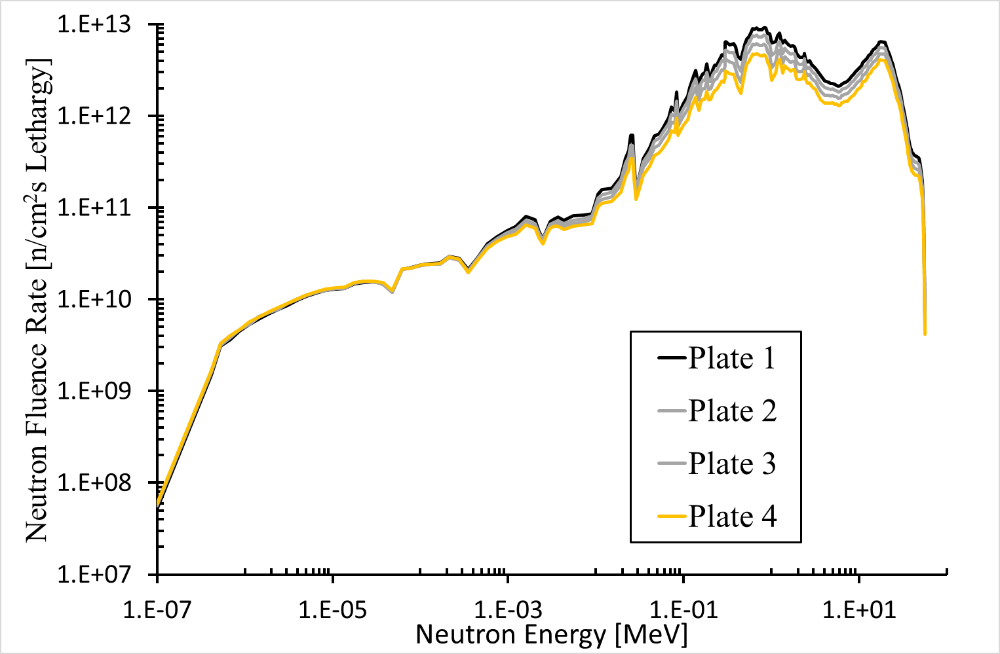 Neutron Fluence Rate [n/cm²s Lethargy]
1.E+13
1.E+12
1.E+11
1.E+10
1.E+09
1.E+08
1.E+07
Plate 1
Plate 2
Plate 3
Plate 4
1.E-07 1.E-05 1.E-03 1.E-01 1.E+01
Neutron Energy [MeV]